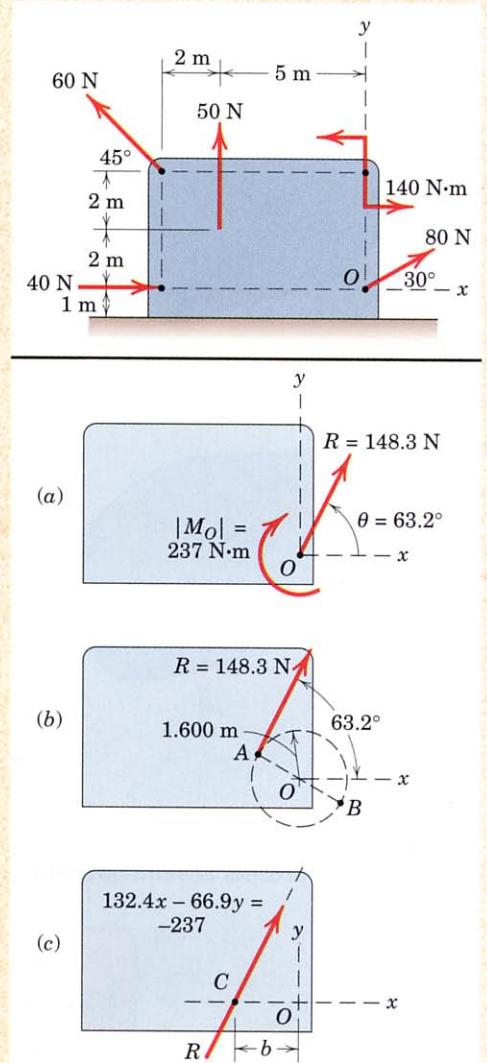 y
2 m
5 m
60 N
50 N
45°
140 N·m
2 m
80 N
2 m
40 N
O
30°
x
1 m
y
R = 148.3 N
(a)
|M_O| =
237 N·m
θ = 63.2°
O
x
R = 148.3 N
(b)
1.600 m
63.2°
A
O
x
B
132.4x – 66.9y =
–237
(c)
y
C
O
x
R
b